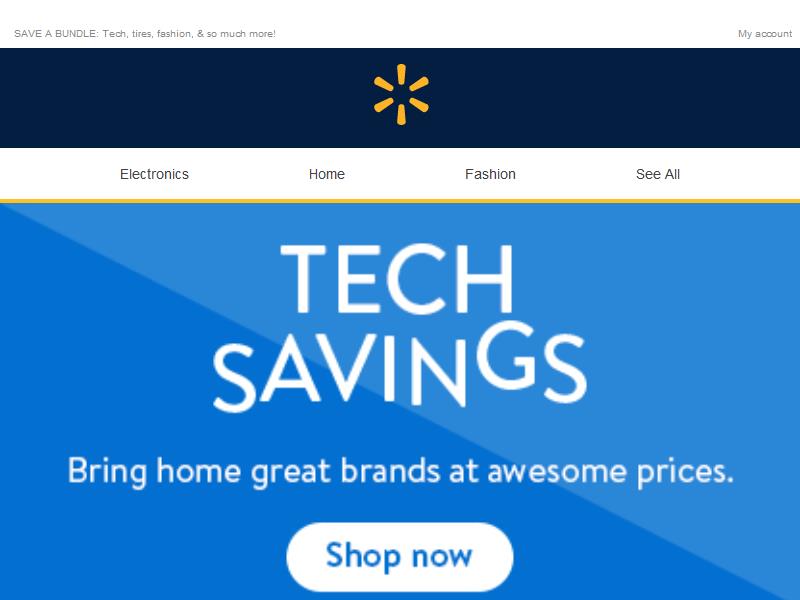 SAVE A BUNDLE: Tech, tires, fashion, & so much more! My account
Electronics Home Fashion See All
TECH
SAVINGS
Bring home great brands at awesome prices.
Shop now